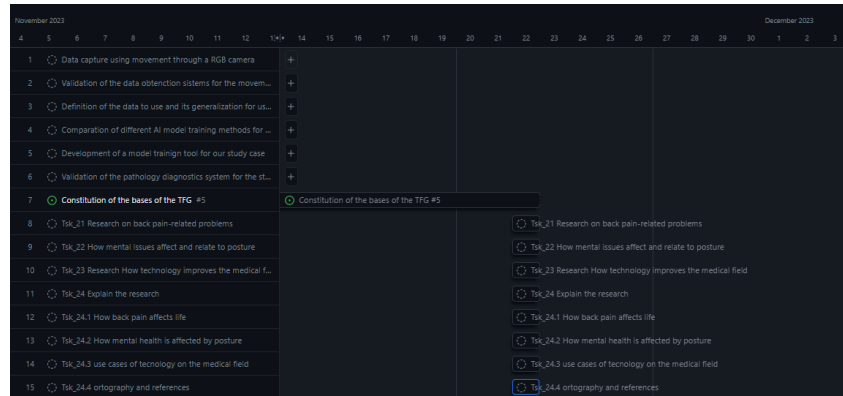 November 2023 December 2023
4 5 6 7 8 9 10 11 12 14 15 16 17 18 19 20 21 22 23 24 25 26 27 28 29 30 1 2 3
1 Data capture using movement through a RGB camera +
2 Validation of the data obtenction sistems for the movem... +
3 Definition of the data to use and its generalization for us... +
4 Comparation of different AI model training methods for ... +
5 Development of a model trainign tool for our study case +
6 Validation of the pathology diagnostics system for the st... +
7 Constitution of the bases of the TFG #5 Constitution of the bases of the TFG #5
8 Tsk_21 Research on back pain-related problems Tsk_21 Research on back pain-related problems
9 Tsk_22 How mental issues affect and relate to posture Tsk_22 How mental issues affect and relate to posture
10 Tsk_23 Research How technology improves the medical f... Tsk_23 Research How technology improves the medical field
11 Tsk_24 Explain the research Tsk_24 Explain the research
12 Tsk_24.1 How back pain affects life Tsk_24.1 How back pain affects life
13 Tsk_24.2 How mental health is affected by posture Tsk_24.2 How mental health is affected by posture
14 Tsk_24.3 use cases of tecnology on the medical field Tsk_24.3 use cases of tecnology on the medical field
15 Tsk_24.4 ortography and references Tsk_24.4 ortography and references